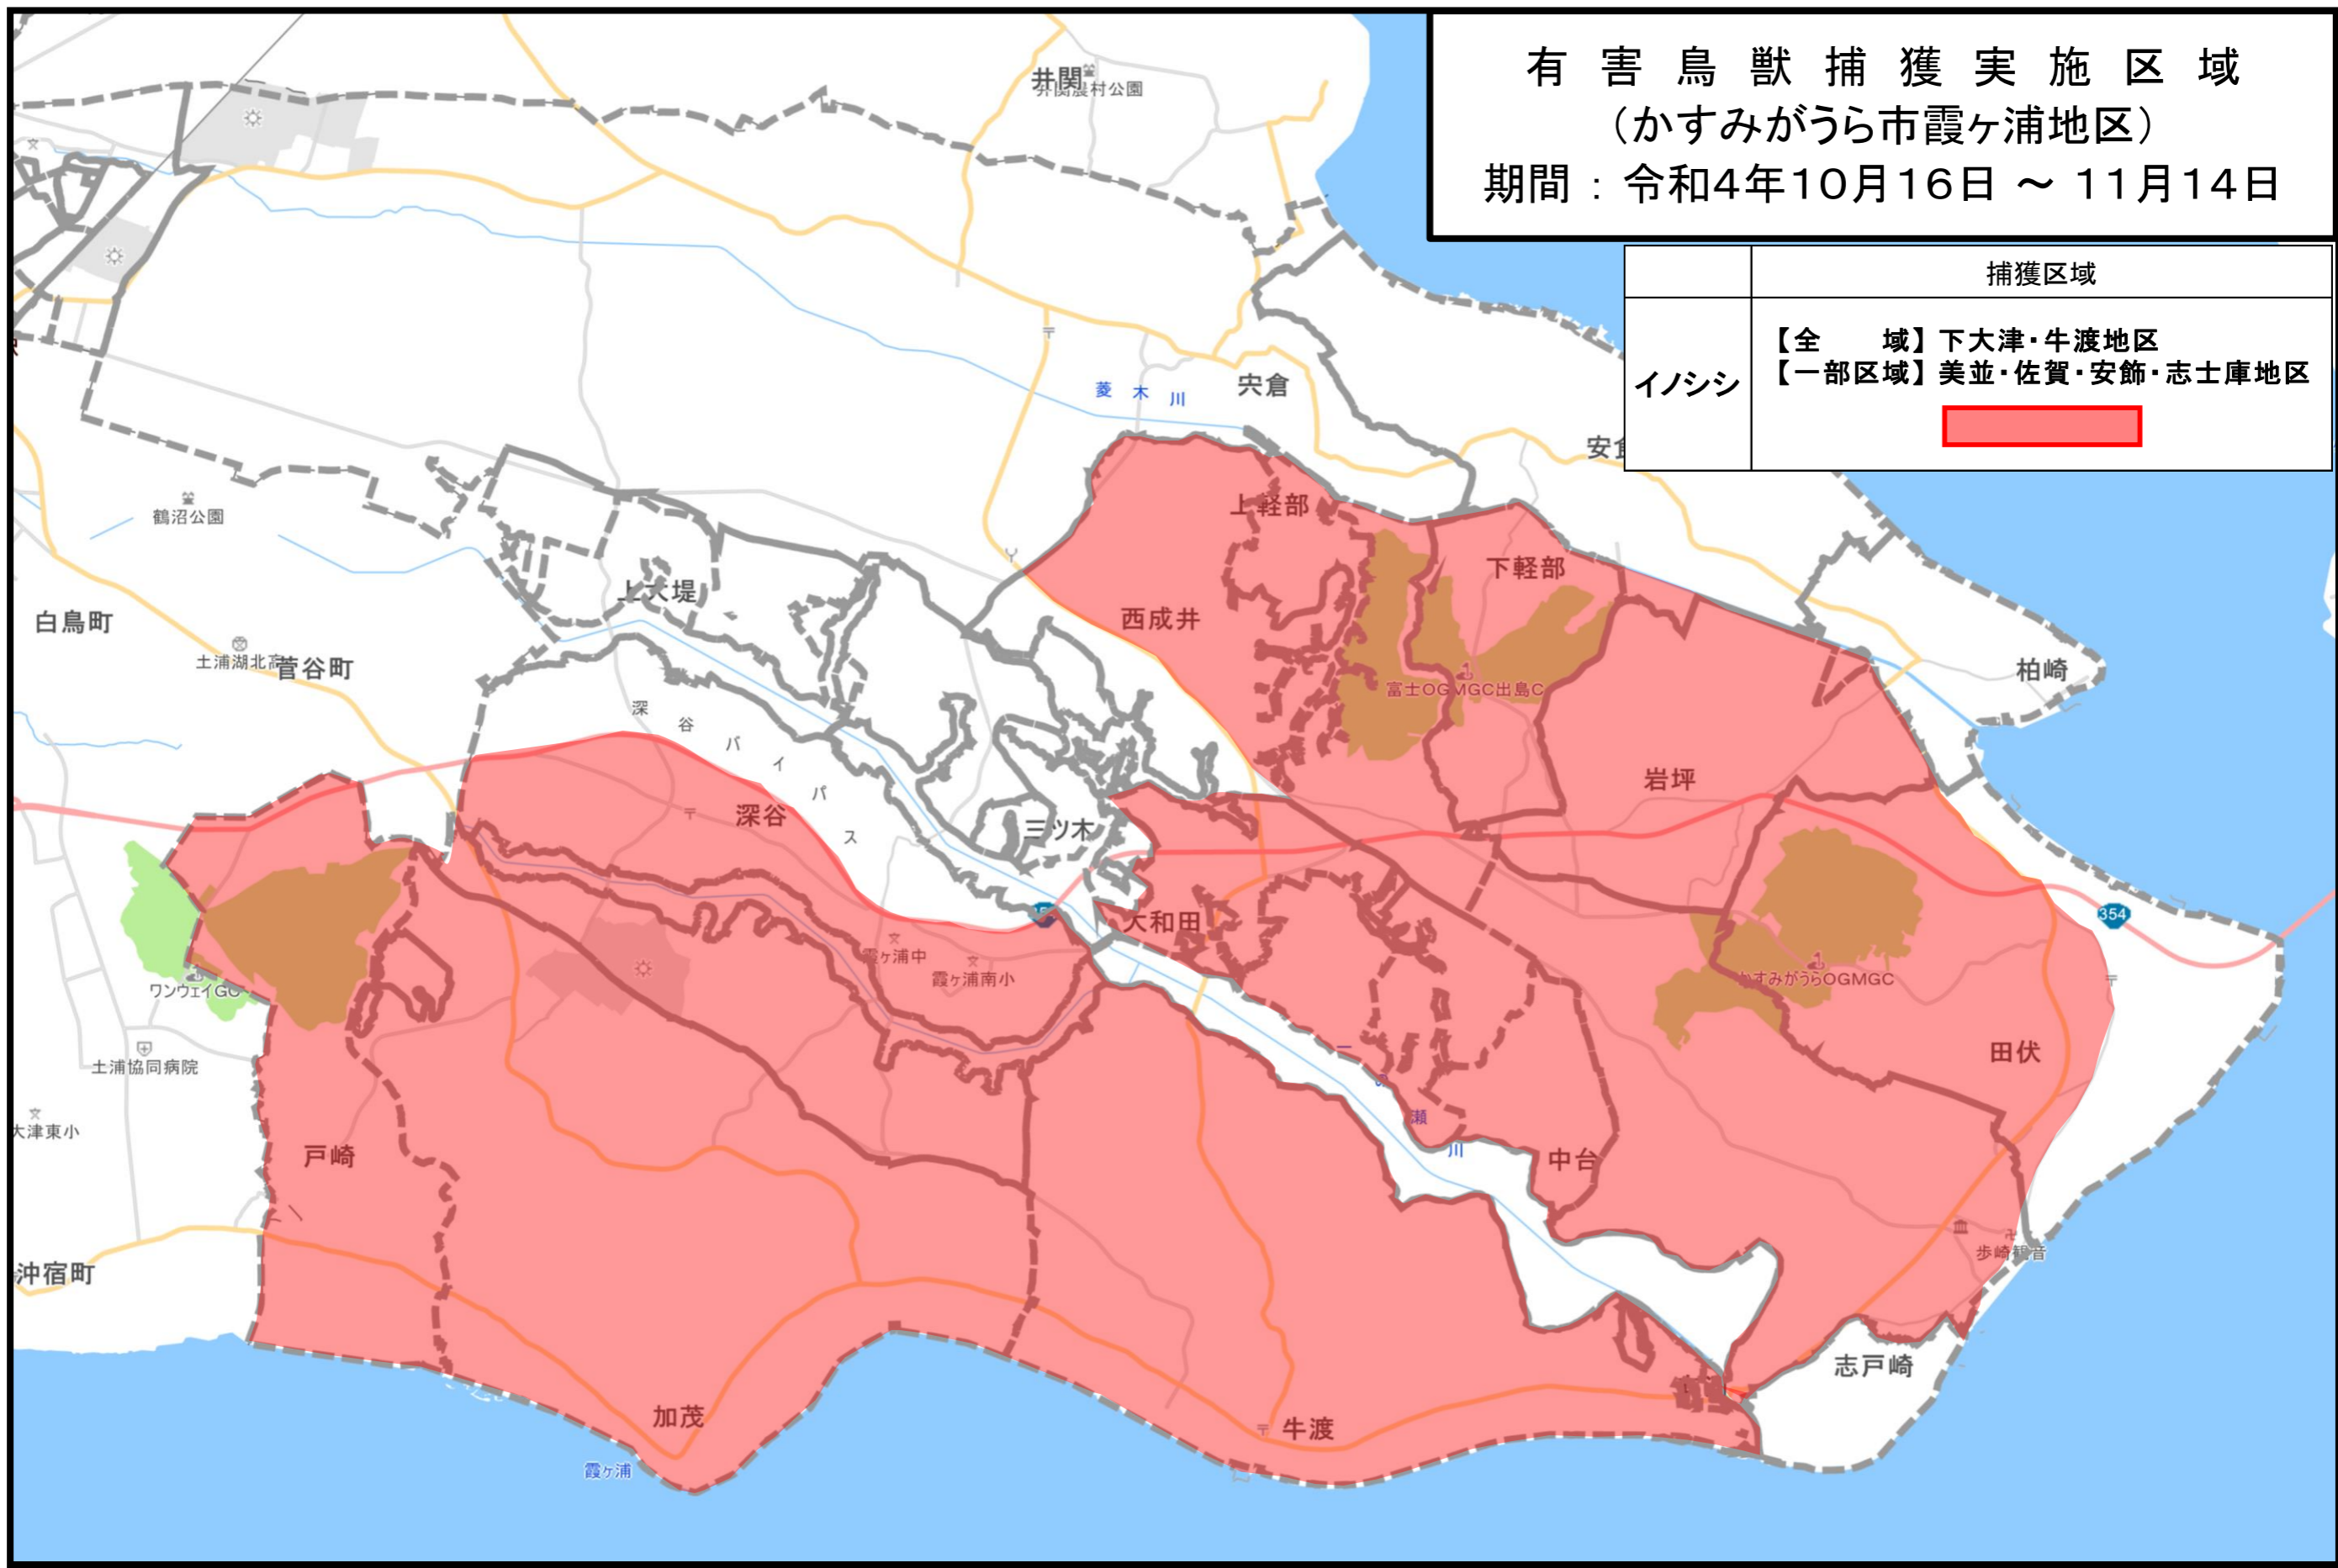 有害鳥獣捕獲実施区域
(かすみがうら市霞ヶ浦地区)
期間:令和4年10月16日 ~ 11月14日
捕獲区域
イノシシ
【全　　域】下大津・牛渡地区
【一部区域】美並・佐賀・安飾・志士庫地区
井関
井関農村公園
菱木川
宍倉
安食
鶴沼公園
上軽部
下軽部
上大堤
西成井
白鳥町
土浦湖北高
菅谷町
柏崎
富士OGMGC出島C
深谷バイパス
岩坪
深谷
三ツ木
大和田
354
霞ヶ浦中
霞ヶ浦南小
かすみがうらOGMGC
ワンウェイGC
土浦協同病院
田伏
一の瀬川
大津東小
戸崎
中台
歩崎観音
沖宿町
志戸崎
加茂
牛渡
霞ヶ浦